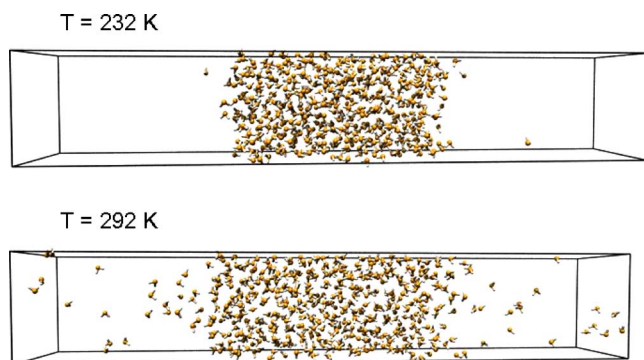 T = 232 K
T = 292 K